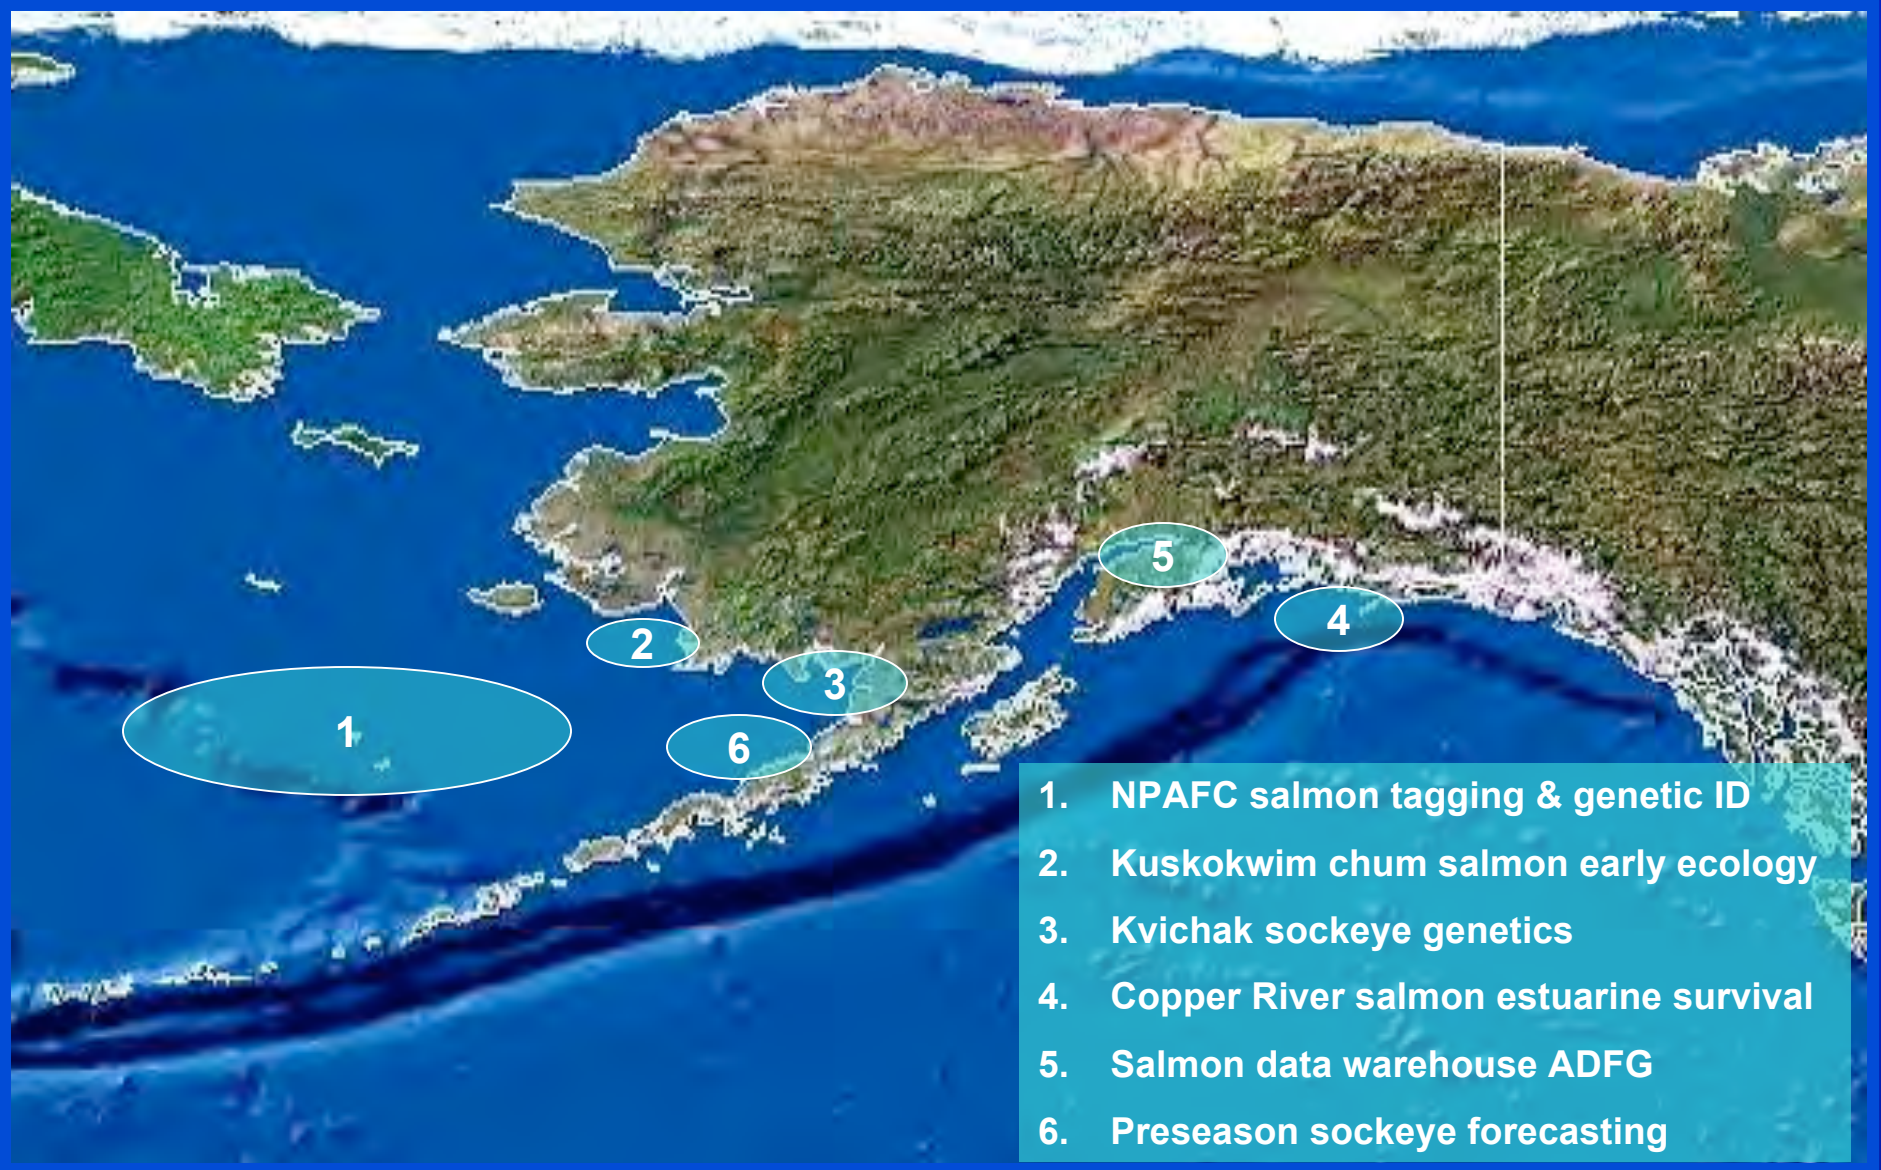 5
4
2
3
1
6
1. NPAFC salmon tagging & genetic ID
2. Kuskokwim chum salmon early ecology
3. Kvichak sockeye genetics
4. Copper River salmon estuarine survival
5. Salmon data warehouse ADFG
6. Preseason sockeye forecasting